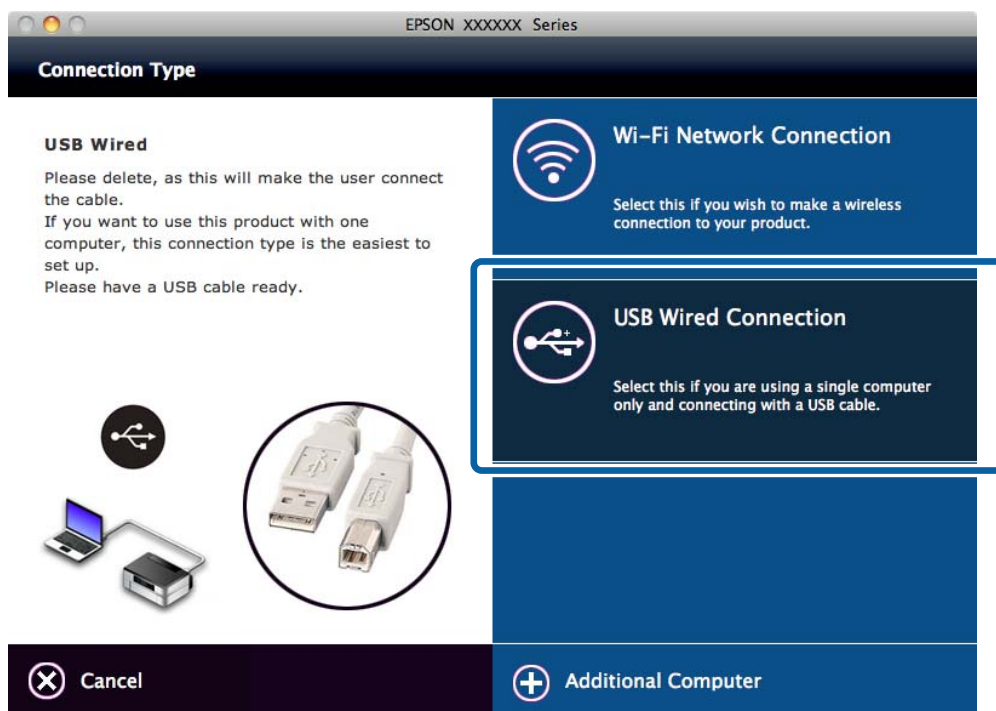 EPSON XXXXXX Series
Connection Type
USB Wired
Please delete, as this will make the user connect
the cable.
If you want to use this product with one
computer, this connection type is the easiest to
set up.
Please have a USB cable ready.
Wi-Fi Network Connection
Select this if you wish to make a wireless
connection to your product.
USB Wired Connection
Select this if you are using a single computer
only and connecting with a USB cable.
Cancel
Additional Computer